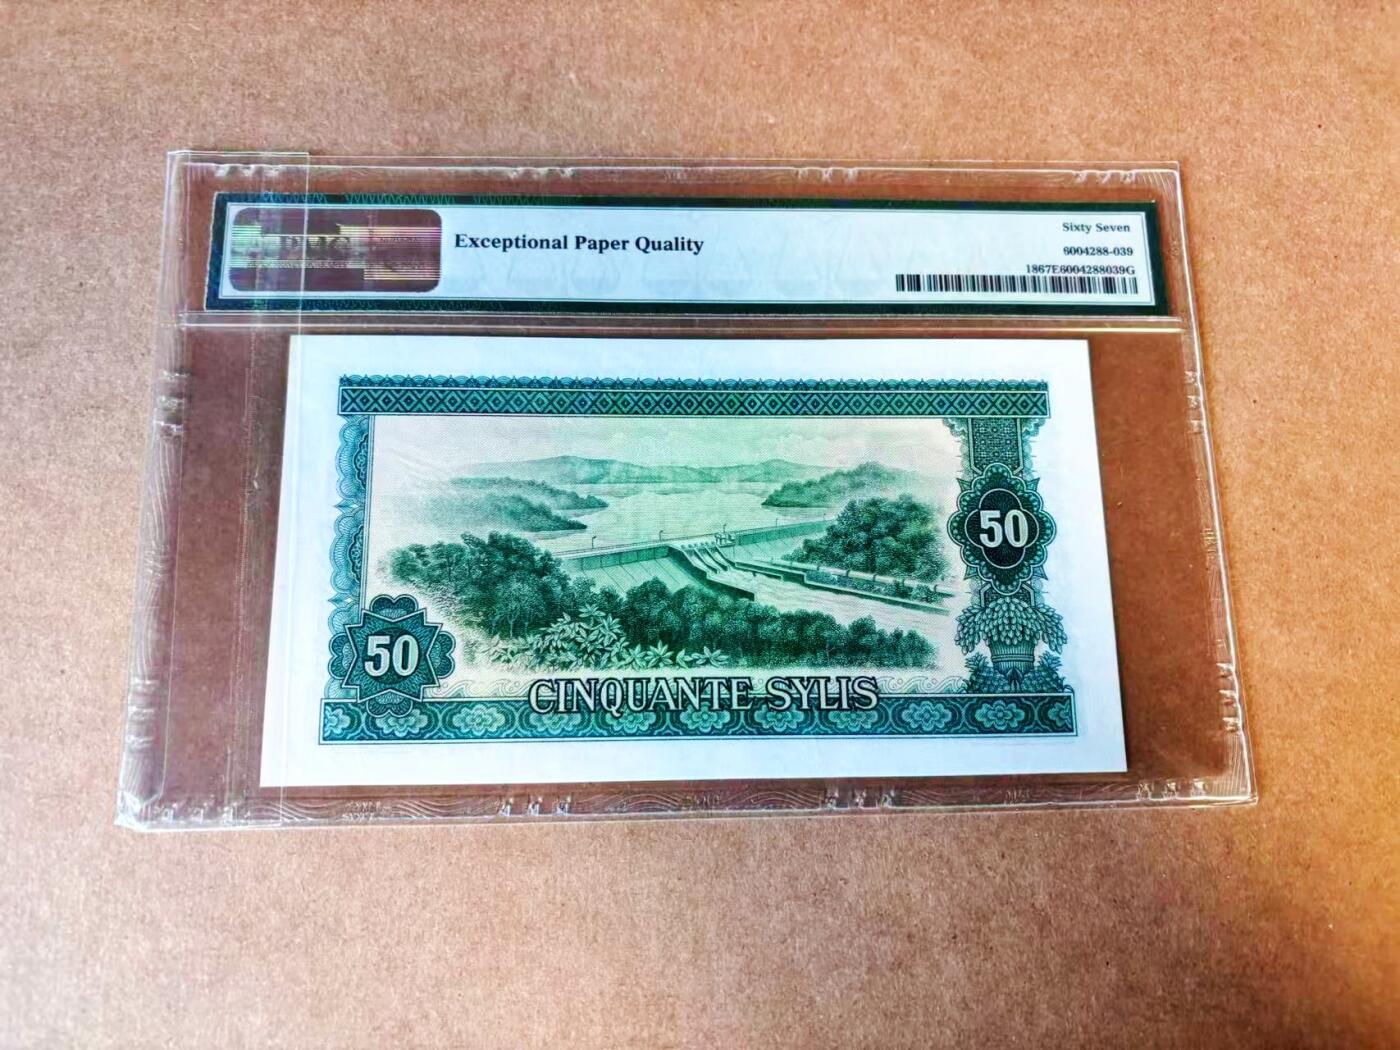 PMG
Exceptional Paper Quality
Sixty Seven
6004288-039
1867E6004288039G
50
50
CINQUANTE SYLIS